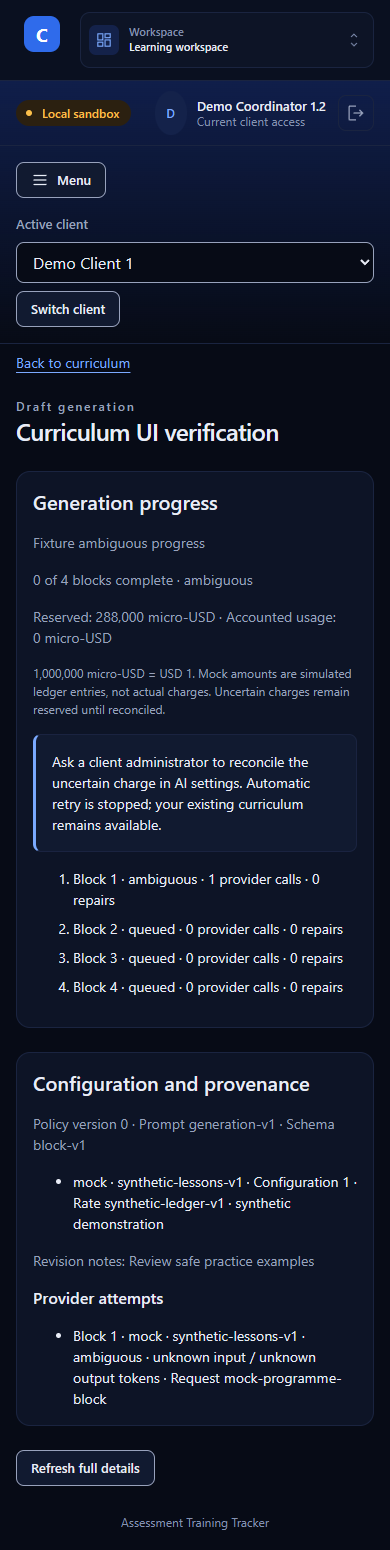 C
Workspace
Learning workspace
Local sandbox
D
Demo Coordinator 1.2
Current client access
Menu
Active client
Demo Client 1
Switch client
Back to curriculum
Draft generation
Curriculum UI verification
Generation progress
Fixture ambiguous progress
0 of 4 blocks complete · ambiguous
Reserved: 288,000 micro-USD · Accounted usage:
0 micro-USD
1,000,000 micro-USD = USD 1. Mock amounts are simulated
ledger entries, not actual charges. Uncertain charges remain
reserved until reconciled.
Ask a client administrator to reconcile the
uncertain charge in AI settings. Automatic
retry is stopped; your existing curriculum
remains available.
1. Block 1 · ambiguous · 1 provider calls · 0
repairs
2. Block 2 · queued · 0 provider calls · 0 repairs
3. Block 3 · queued · 0 provider calls · 0 repairs
4. Block 4 · queued · 0 provider calls · 0 repairs
Configuration and provenance
Policy version 0 · Prompt generation-v1 · Schema
block-v1
• mock · synthetic-lessons-v1 · Configuration 1 ·
Rate synthetic-ledger-v1 · synthetic
demonstration
Revision notes: Review safe practice examples
Provider attempts
• Block 1 · mock · synthetic-lessons-v1 ·
ambiguous · unknown input / unknown
output tokens · Request mock-programme-
block
Refresh full details
Assessment Training Tracker